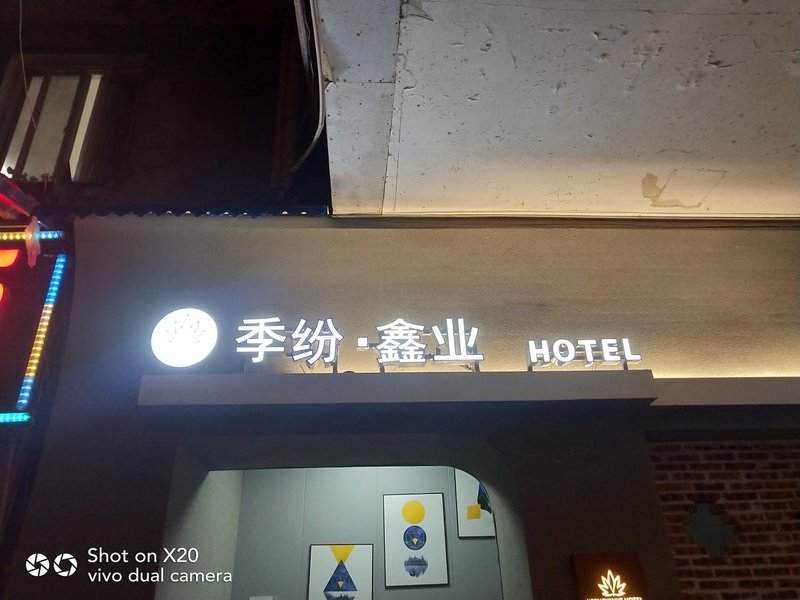 季纷·鑫业 HOTEL
Shot on X20
vivo dual camera